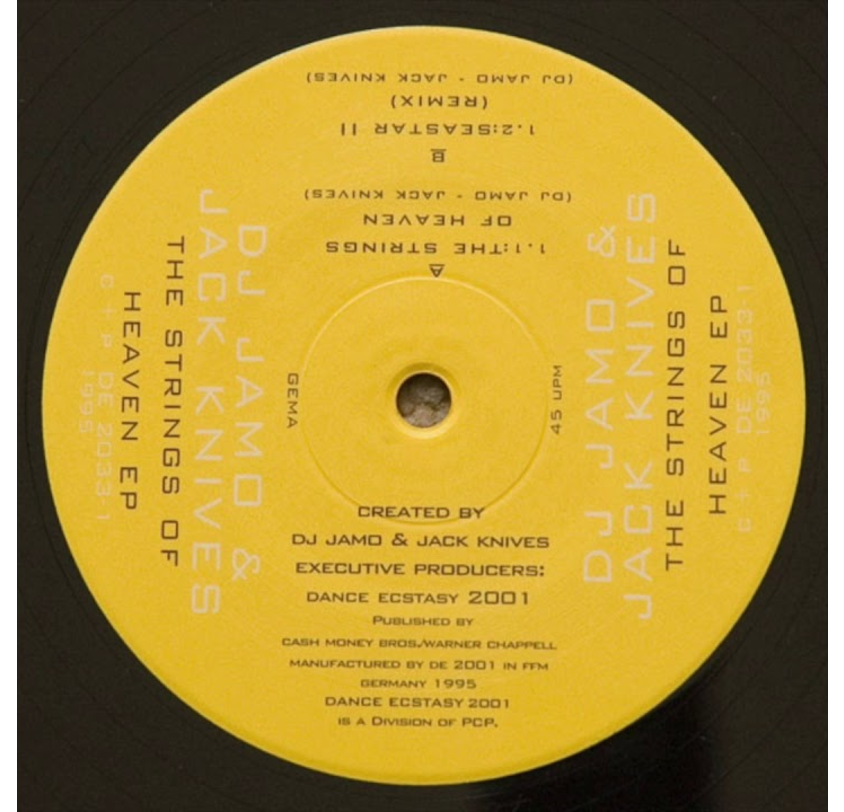 A
1.1:THE STRINGS
OF HEAVEN
(DJ JAMO - JACK KNIVES)
B
1.2:SEASTAR II
(REMIX)
(DJ JAMO - JACK KNIVES)
DJ JAMO &
JACK KNIVES
THE STRINGS OF
HEAVEN EP
C + P DE 2033-1
1995
GEMA
45 UPM
DJ JAMO &
JACK KNIVES
THE STRINGS OF
HEAVEN EP
C + P DE 2033-1
1995
CREATED BY
DJ JAMO & JACK KNIVES
EXECUTIVE PRODUCERS:
DANCE ECSTASY 2001
PUBLISHED BY
CASH MONEY BROS./WARNER CHAPPELL
MANUFACTURED BY DE 2001 IN FFM
GERMANY 1995
DANCE ECSTASY 2001
IS A DIVISION OF PCP.